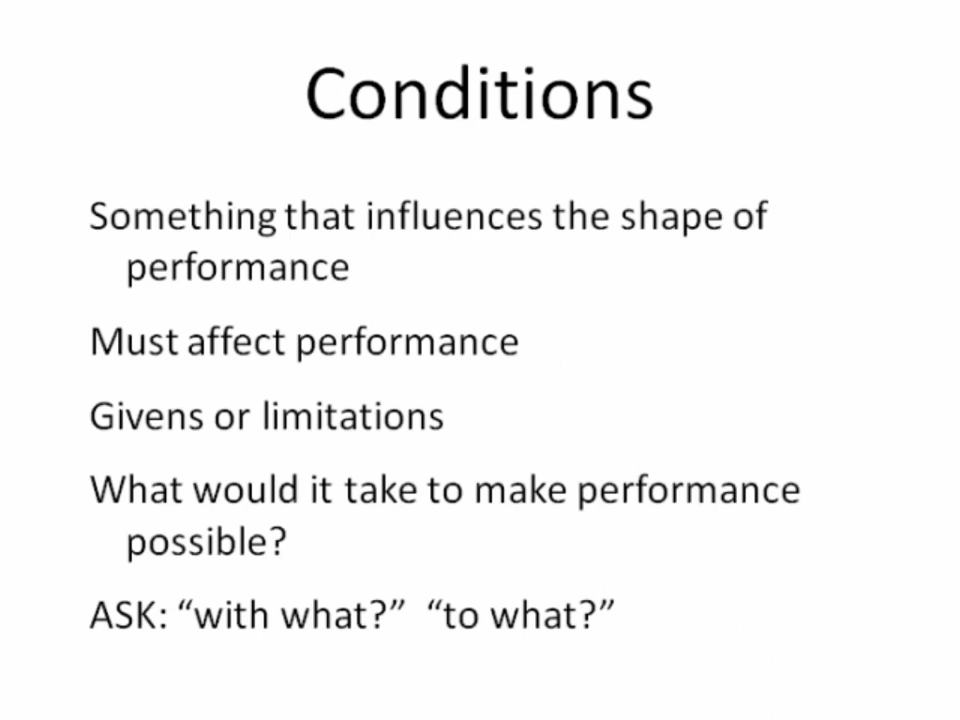 Conditions
Something that influences the shape of
performance
Must affect performance
Givens or limitations
What would it take to make performance
possible?
ASK: “with what?” “to what?”